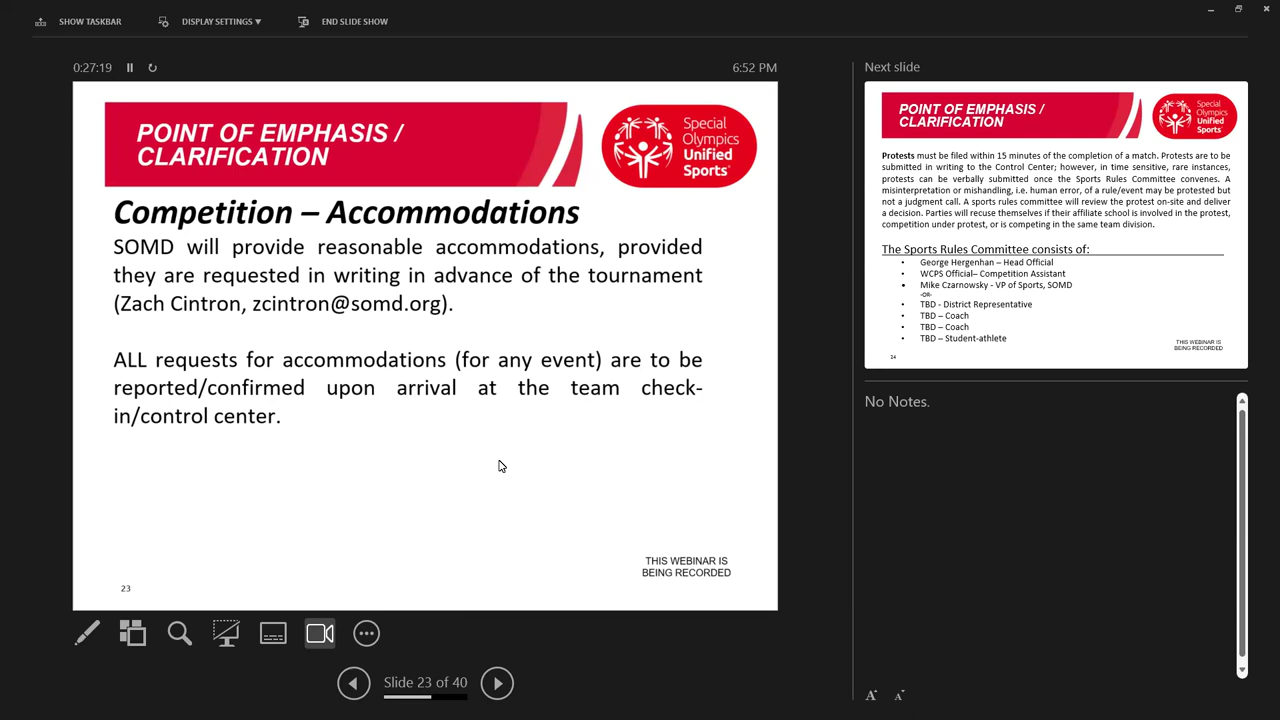 SHOW TASKBAR
DISPLAY SETTINGS
END SLIDE SHOW
0:27:19
6:52 PM
POINT OF EMPHASIS /
CLARIFICATION
Special
Olympics
Unified
Sports
Competition – Accommodations
SOMD will provide reasonable accommodations, provided
they are requested in writing in advance of the tournament
(Zach Cintron, zcintron@somd.org).
ALL requests for accommodations (for any event) are to be
reported/confirmed upon arrival at the team check-
in/control center.
THIS WEBINAR IS
BEING RECORDED
23
Slide 23 of 40
Next slide
POINT OF EMPHASIS /
CLARIFICATION
Special
Olympics
Unified
Sports
Protests must be filed within 15 minutes of the completion of a match. Protests are to be
submitted in writing to the Control Center; however, in time sensitive, rare instances,
protests can be verbally submitted once the Sports Rules Committee convenes. A
misinterpretation or mishandling, i.e. human error, of a rule/event may be protested but
not a judgment call. A sports rules committee will review the protest on-site and deliver
a decision. Parties will recuse themselves if their affiliate school is involved in the protest,
competition under protest, or is competing in the same team division.
The Sports Rules Committee consists of:
• George Hergenhan – Head Official
• WCPS Official– Competition Assistant
• Mike Czarnowsky - VP of Sports, SOMD
-OR-
• TBD - District Representative
• TBD – Coach
• TBD – Coach
• TBD – Student-athlete
THIS WEBINAR IS
BEING RECORDED
24
No Notes.
A A